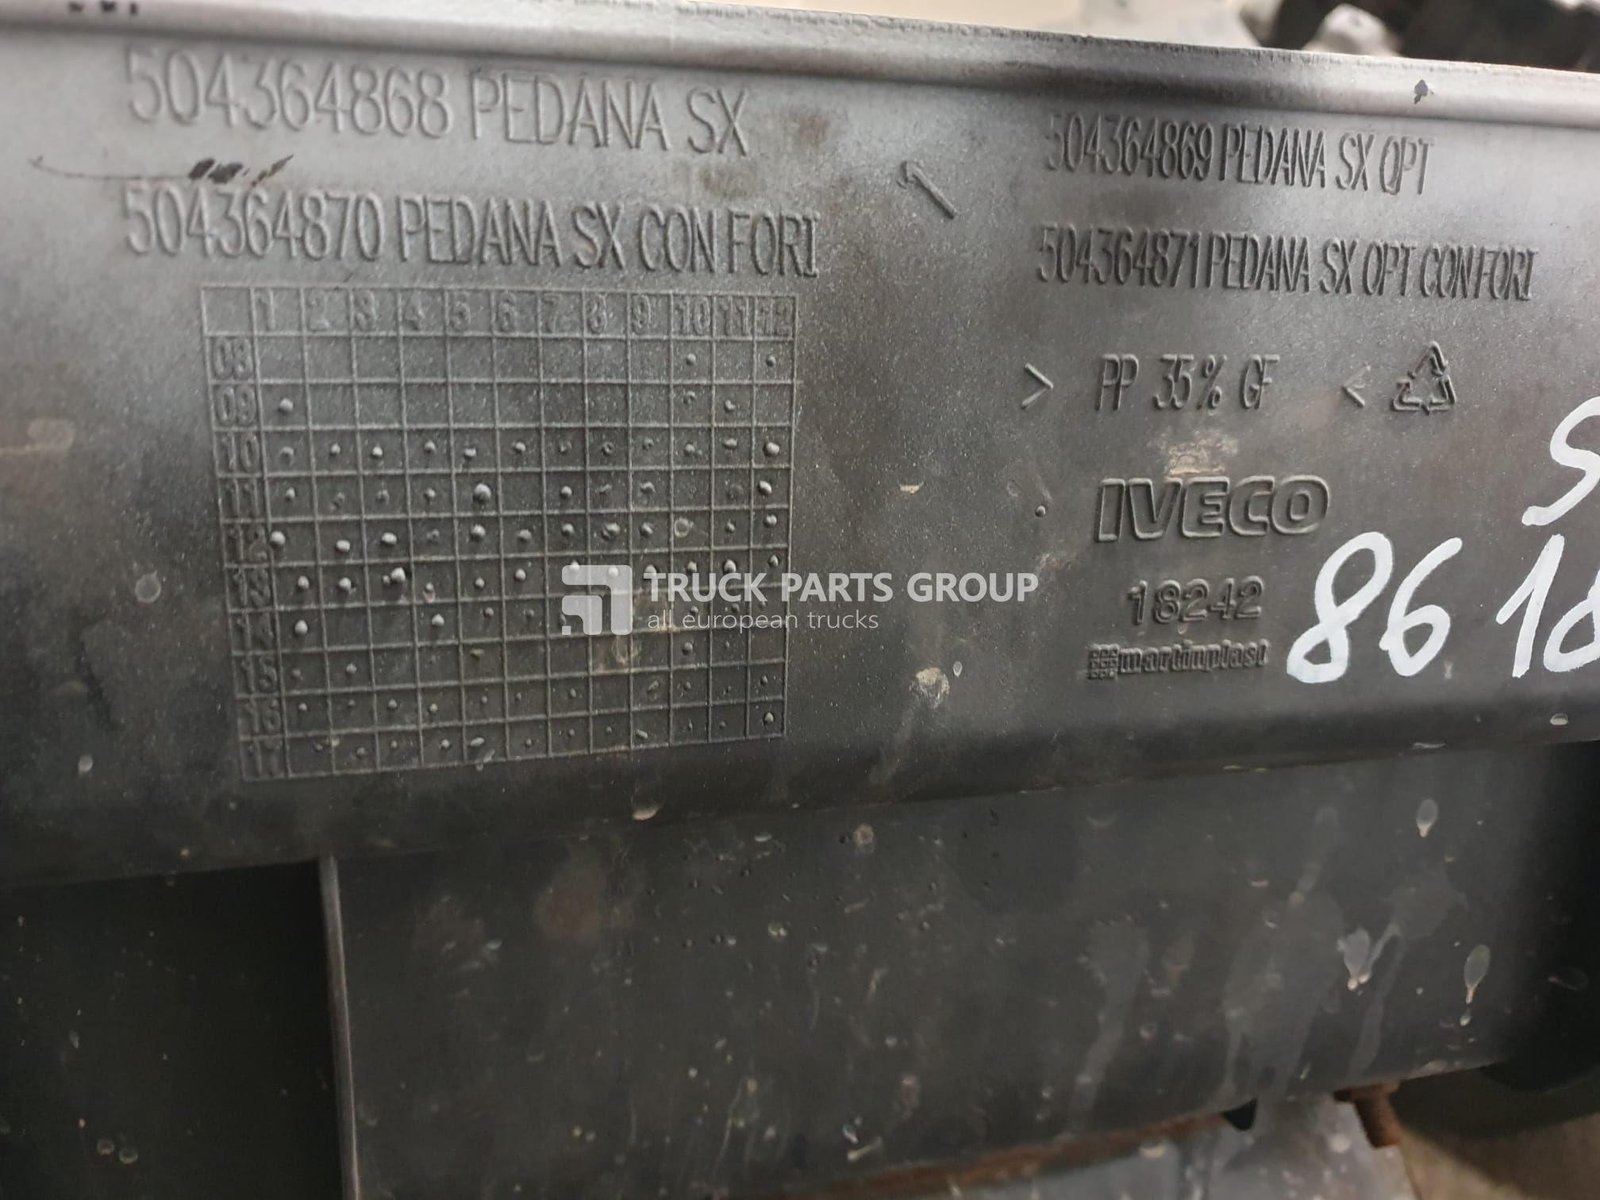 504364868 PEDANA SX
504364870 PEDANA SX CON FORI
1 2 3 4 5 6 7 8 9 10 11 12
08
09
10
11
12
13
14
15
16
17
504364869 PEDANA SX OPT
504364871 PEDANA SX OPT CON FORI
> PP 35% GF <
IVECO
18242
martinplast
S
86 18
TRUCK PARTS GROUP
all european trucks